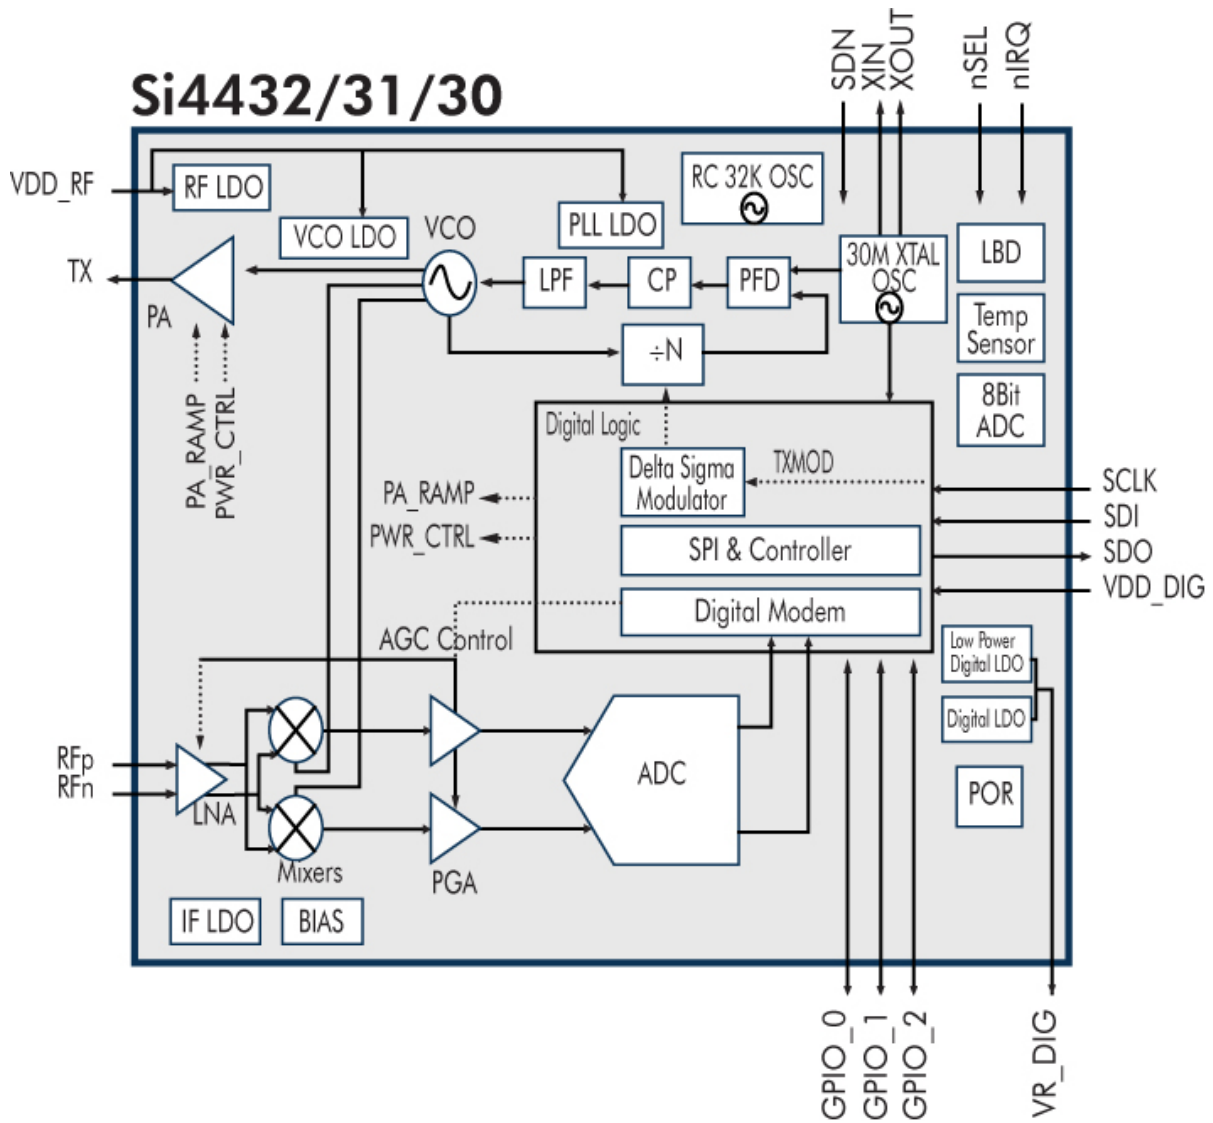 SDN
XIN
XOUT
nSEL
nIRQ
Si4432/31/30
VDD_RF
RF LDO
VCO LDO
VCO
PLL LDO
RC 32K OSC
TX
PA
LPF
CP
PFD
30M XTAL
OSC
LBD
Temp
Sensor
÷N
8Bit
ADC
PA_RAMP
PWR_CTRL
Digital Logic
Delta Sigma
Modulator
TXMOD
PA_RAMP
PWR_CTRL
SPI & Controller
Digital Modem
SCLK
SDI
SDO
VDD_DIG
AGC Control
Low Power
Digital LDO
Digital LDO
RFp
RFn
LNA
Mixers
PGA
ADC
POR
IF LDO
BIAS
GPIO_0
GPIO_1
GPIO_2
VR_DIG